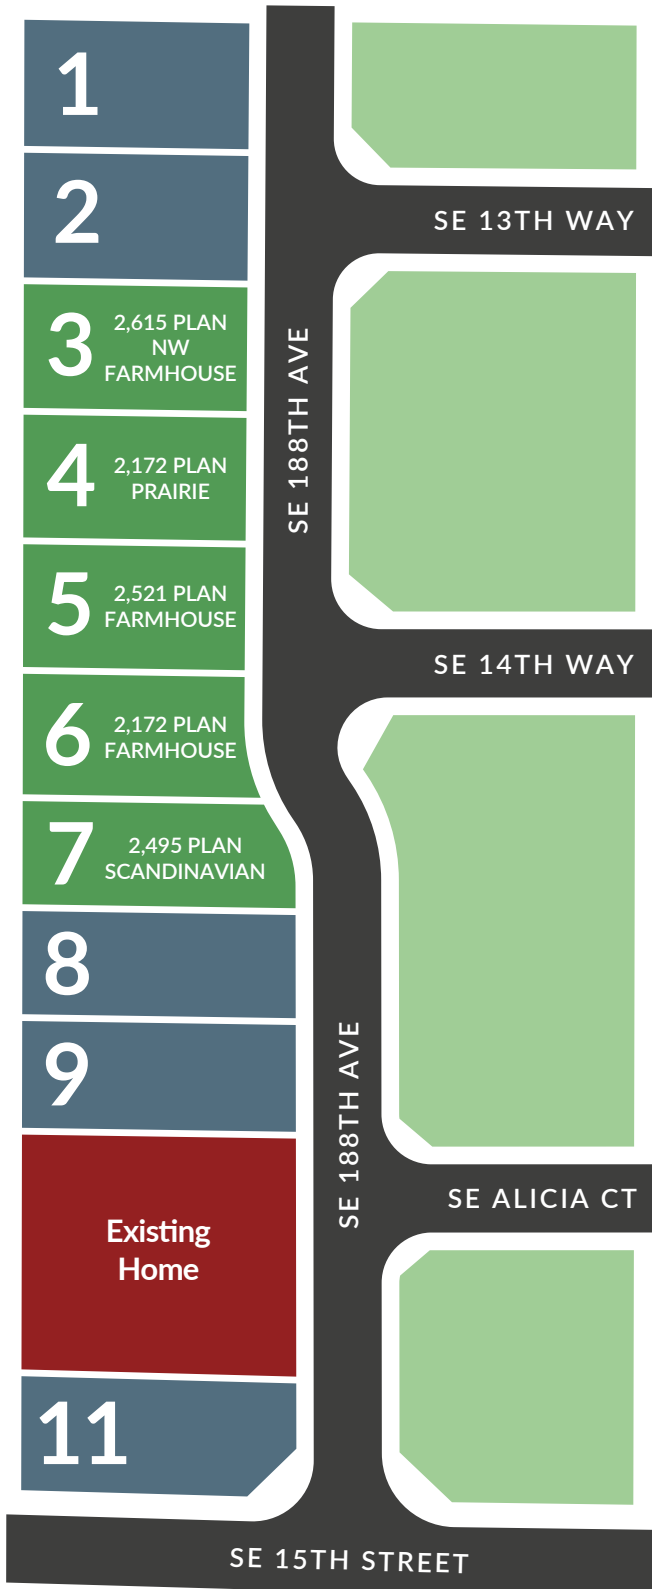 1
2
SE 13TH WAY
3
2,615 PLAN
NW
FARMHOUSE
SE 188TH AVE
4
2,172 PLAN
PRAIRIE
5
2,521 PLAN
FARMHOUSE
SE 14TH WAY
6
2,172 PLAN
FARMHOUSE
7
2,495 PLAN
SCANDINAVIAN
8
9
SE 188TH AVE
SE ALICIA CT
Existing
Home
11
SE 15TH STREET